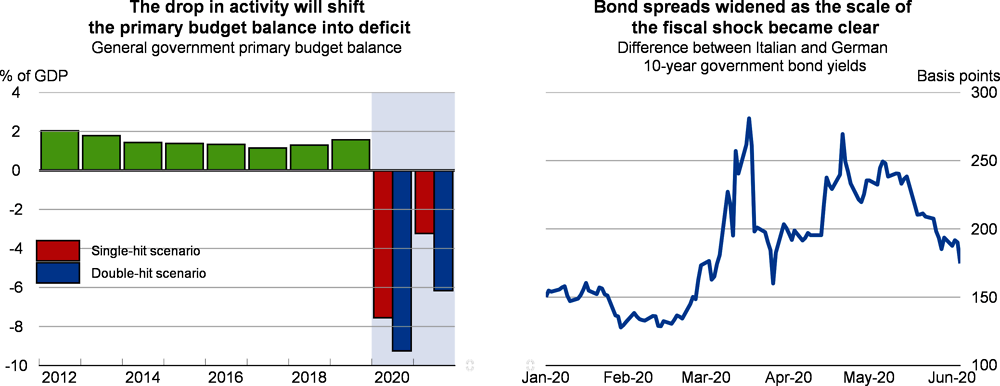 The drop in activity will shift
the primary budget balance into deficit
General government primary budget balance
% of GDP
4
2
0
-2
-4
-6
-8
-10
Single-hit scenario
Double-hit scenario
2012
2014
2016
2018
2020
Bond spreads widened as the scale of
the fiscal shock became clear
Difference between Italian and German
10-year government bond yields
Basis points
300
250
200
150
100
Jan-20
Feb-20
Mar-20
Apr-20
May-20
Jun-20